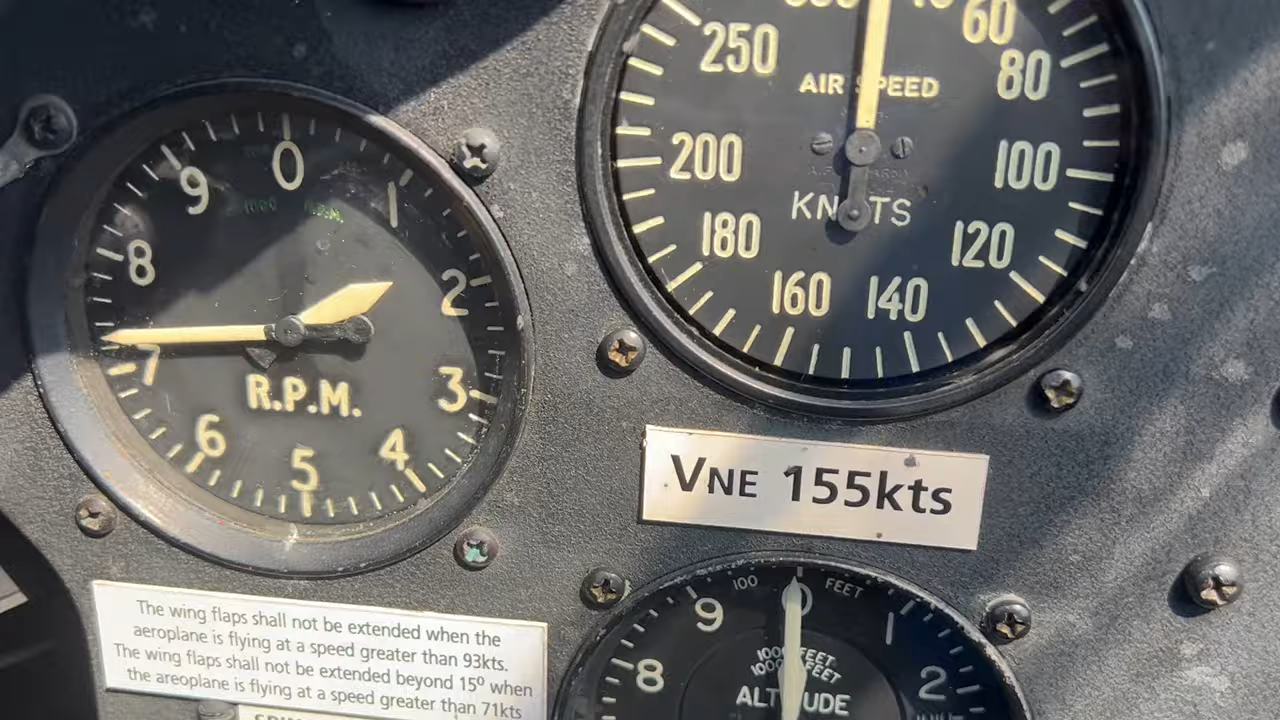 0
1
2
3
4
5
6
7
8
9
R.P.M.
60
80
100
120
140
160
180
200
250
AIR SPEED
KNOTS
VNE 155kts
The wing flaps shall not be extended when the
aeroplane is flying at a speed greater than 93kts.
The wing flaps shall not be extended beyond 15º when
the areoplane is flying at a speed greater than 71kts
100 FEET
0
1
2
8
9
1000 FEET
ALTITUDE